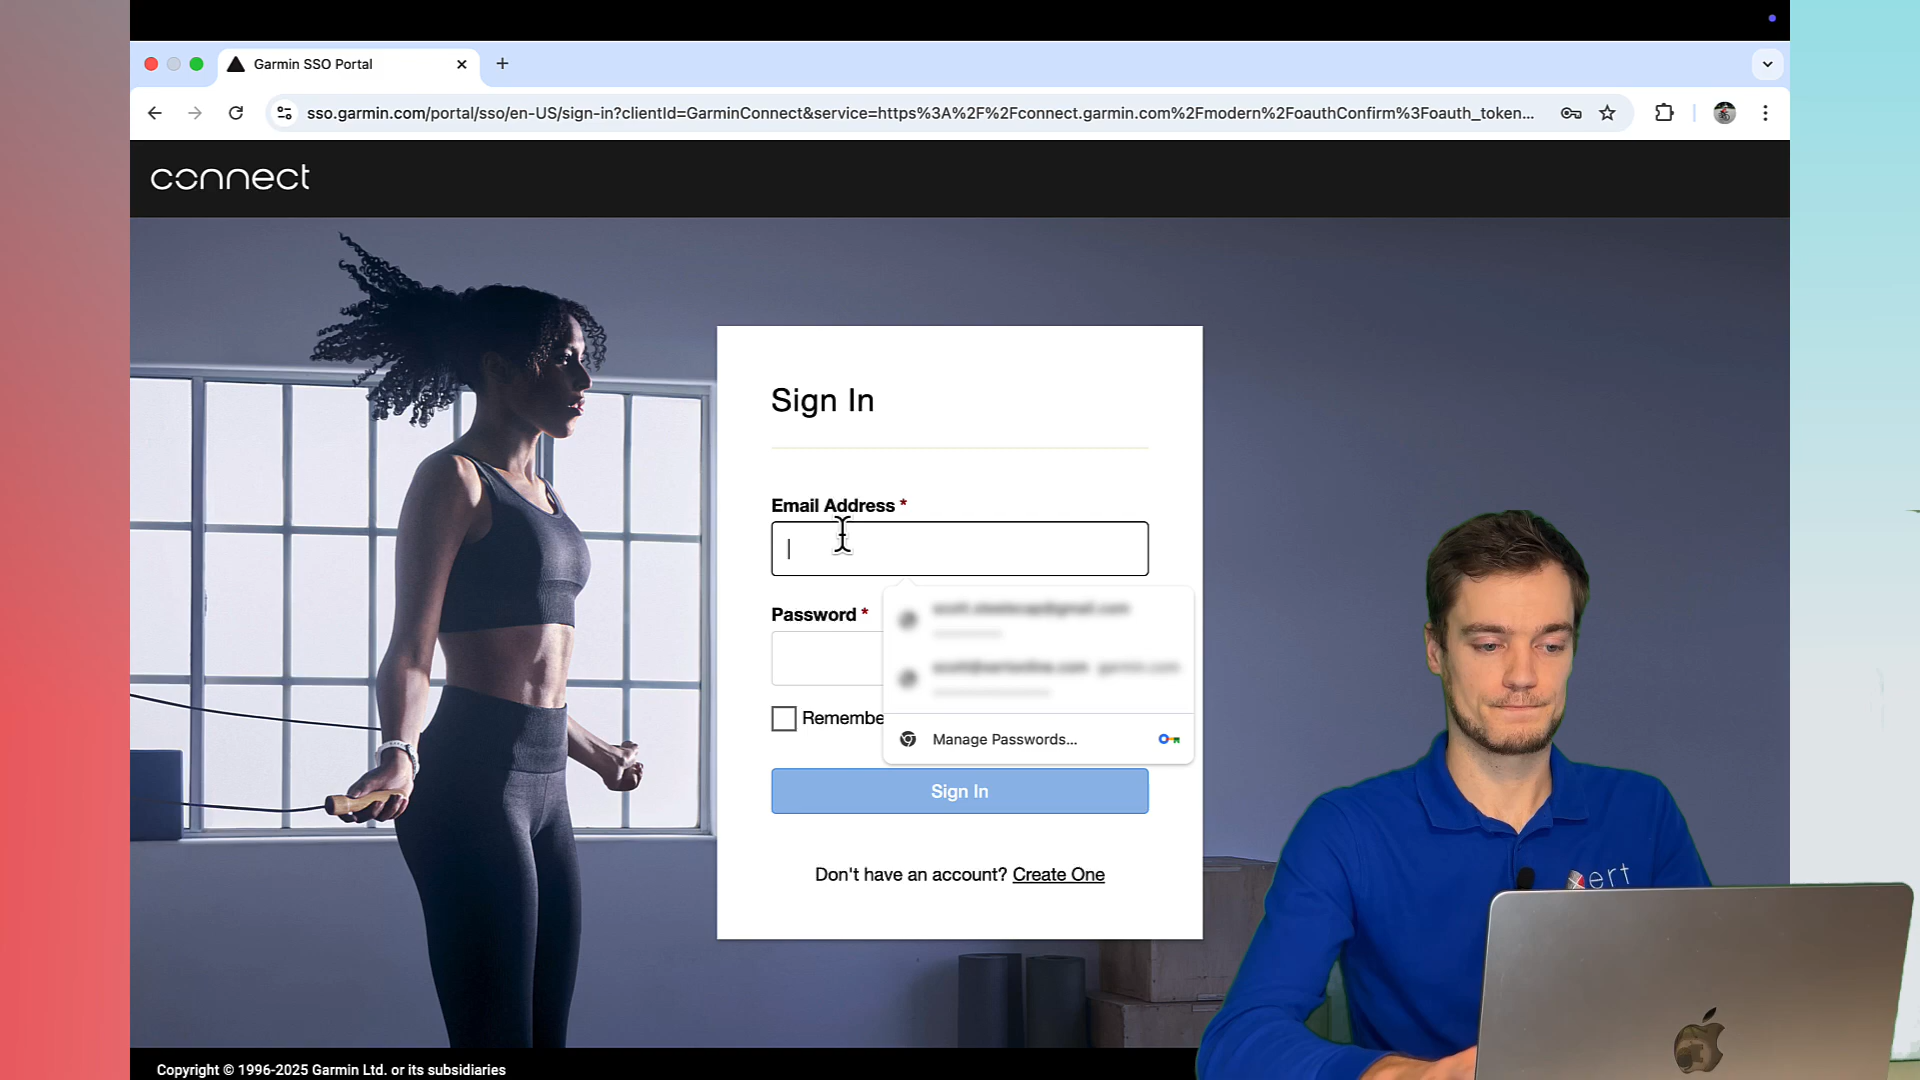 Garmin SSO Portal
sso.garmin.com/portal/sso/en-US/sign-in?clientId=GarminConnect&service=https%3A%2F%2Fconnect.garmin.com%2Fmodern%2FoauthConfirm%3Foauth_token...
connect
Sign In
Email Address *
Password *
Remembe
Manage Passwords...
Sign In
Don't have an account? Create One
xert
Copyright © 1996-2025 Garmin Ltd. or its subsidiaries